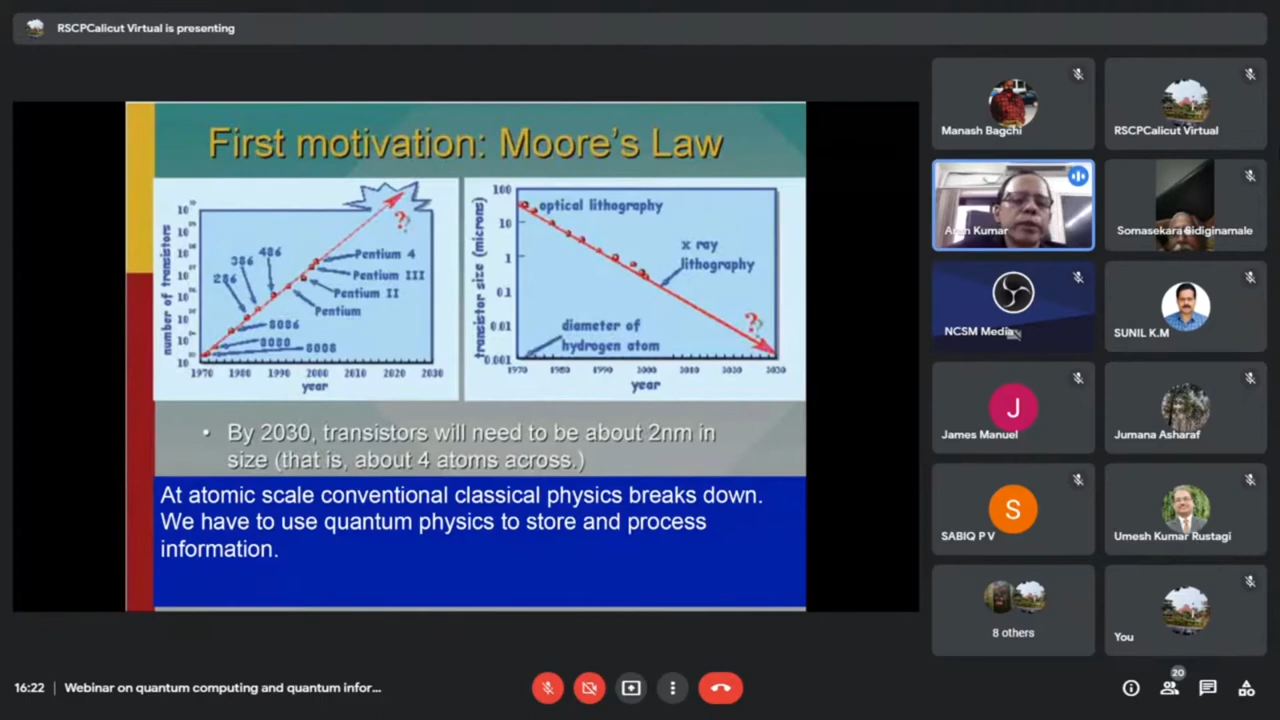 RSCPCalicut Virtual is presenting
First motivation: Moore's Law
number of transistors
286
386
486
Pentium 4
Pentium III
Pentium II
Pentium
8086
8080
8008
?
1970 1980 1990 2000 2010 2020 2030
year
transistor size (microns)
100
10
1
0.1
0.01
0.001
optical lithography
x ray
lithography
diameter of
hydrogen atom
?
year
• By 2030, transistors will need to be about 2nm in
size (that is, about 4 atoms across.)
At atomic scale conventional classical physics breaks down.
We have to use quantum physics to store and process
information.
Manash Bagchi
RSCPCalicut Virtual
Kumar
Somasekara Gidiginamale
NCSM Media
SUNIL K.M
J
James Manuel
Jumana Asharaf
S
SABIQ P V
Umesh Kumar Rustagi
8 others
You
16:22 | Webinar on quantum computing and quantum infor...
20